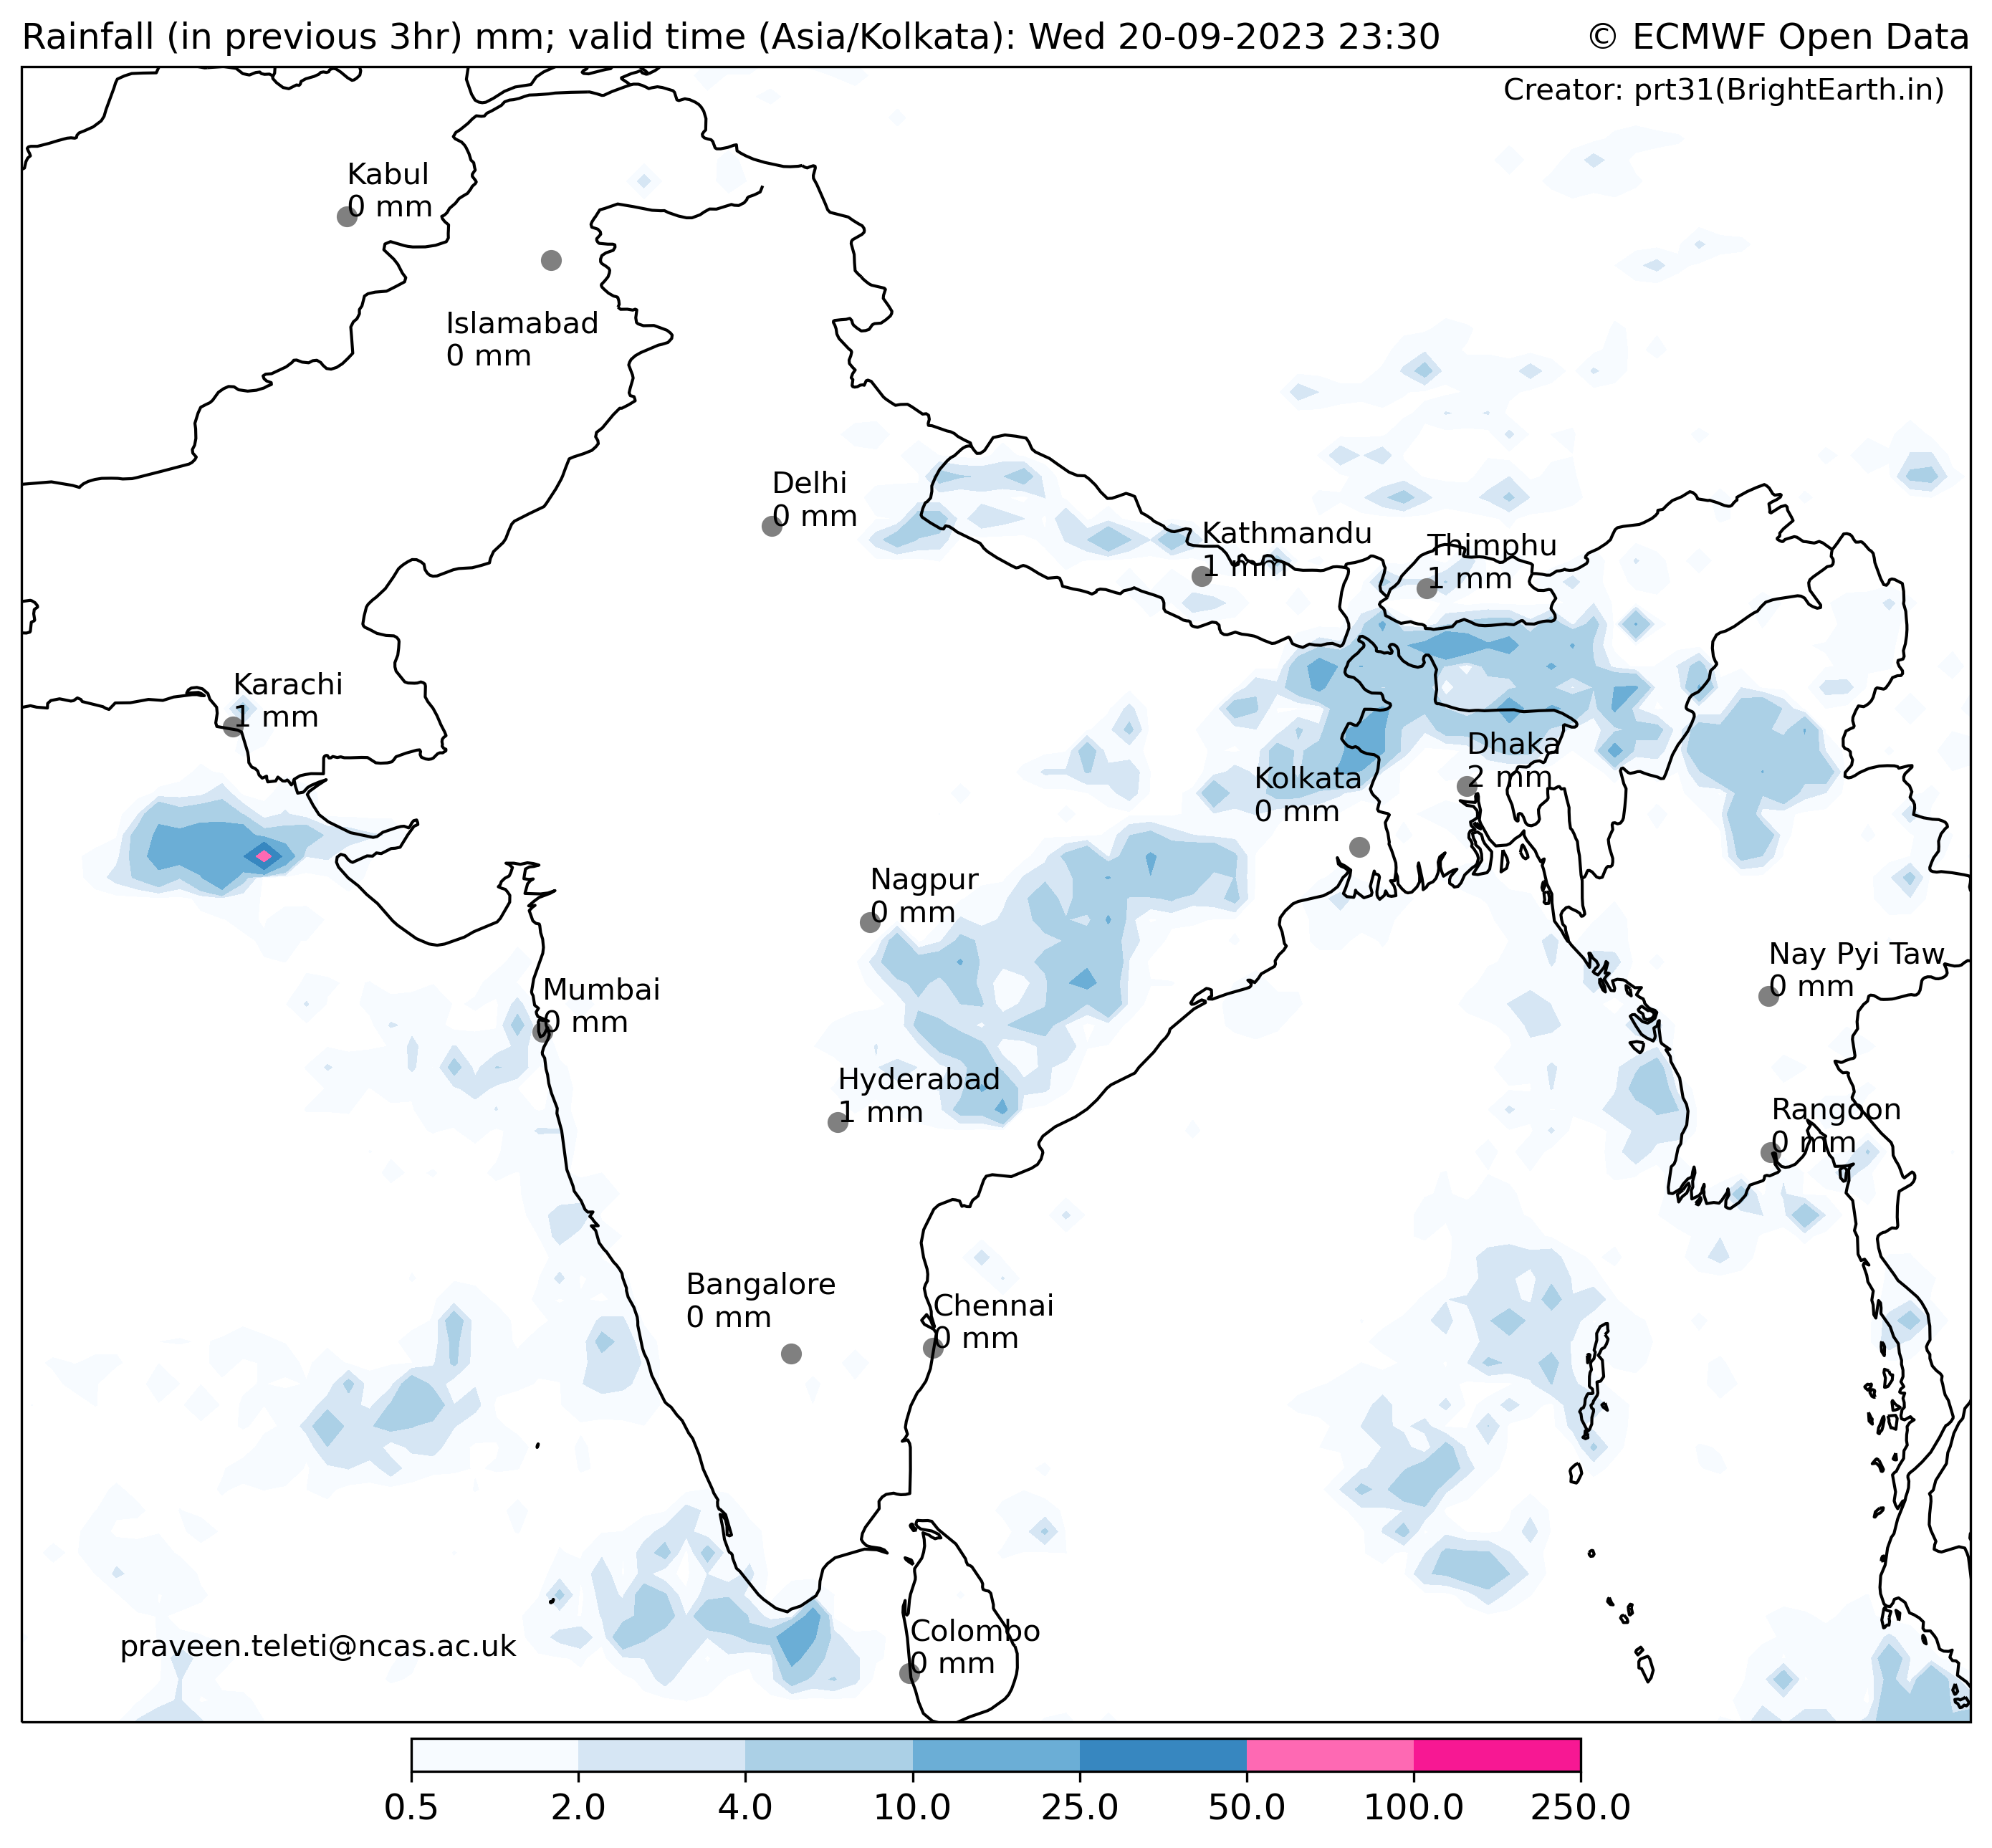 Rainfall (in previous 3hr) mm; valid time (Asia/Kolkata): Wed 20-09-2023 23:30
© ECMWF Open Data
Creator: prt31(BrightEarth.in)
Kabul
0 mm
Islamabad
0 mm
Delhi
0 mm
Kathmandu
1 mm
Thimphu
1 mm
Karachi
1 mm
Dhaka
2 mm
Kolkata
0 mm
Nagpur
0 mm
Nay Pyi Taw
0 mm
Mumbai
0 mm
Hyderabad
1 mm
Rangoon
0 mm
Bangalore
0 mm
Chennai
0 mm
Colombo
0 mm
praveen.teleti@ncas.ac.uk
0.5 2.0 4.0 10.0 25.0 50.0 100.0 250.0